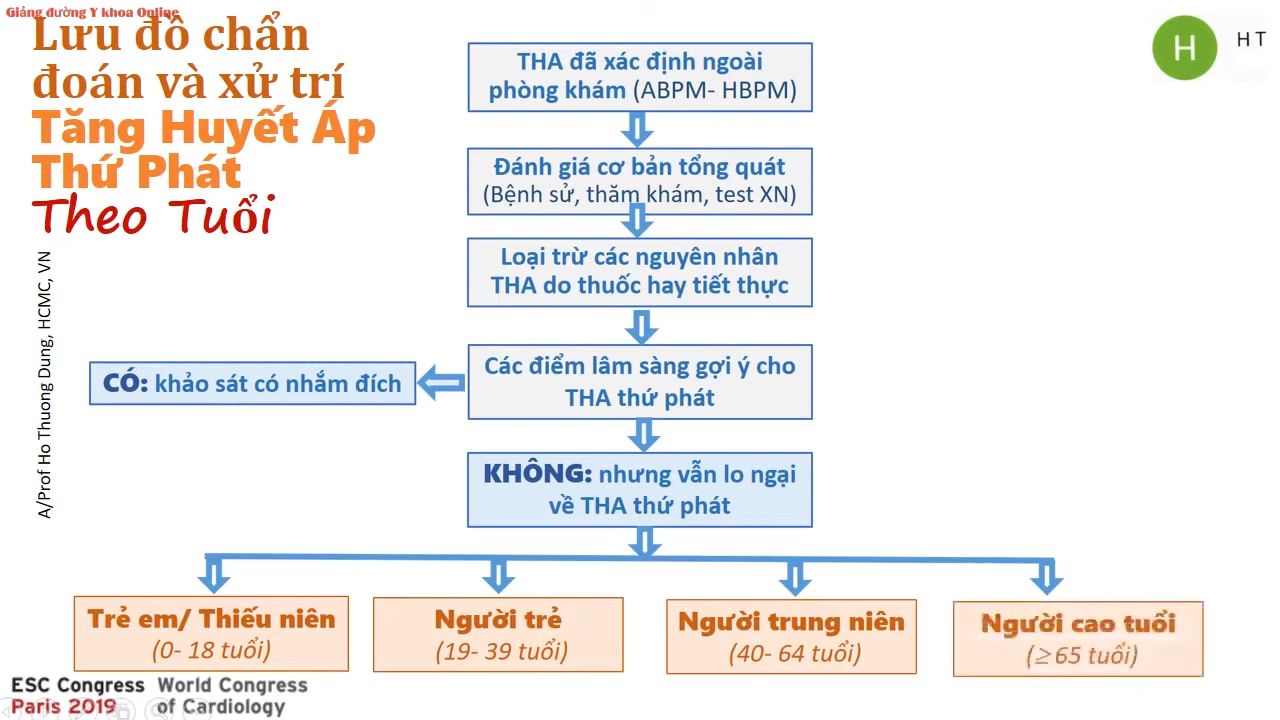 Giảng đường Y khoa Online
Lưu đồ chẩn
đoán và xử trí
Tăng Huyết Áp
Thứ Phát
Theo Tuổi
A/Prof Ho Thuong Dung, HCMC, VN
H
H T
THA đã xác định ngoài
phòng khám (ABPM- HBPM)
Đánh giá cơ bản tổng quát
(Bệnh sử, thăm khám, test XN)
Loại trừ các nguyên nhân
THA do thuốc hay tiết thực
Các điểm lâm sàng gợi ý cho
THA thứ phát
CÓ: khảo sát có nhắm đích
KHÔNG: nhưng vẫn lo ngại
về THA thứ phát
Trẻ em/ Thiếu niên
(0- 18 tuổi)
Người trẻ
(19- 39 tuổi)
Người trung niên
(40- 64 tuổi)
Người cao tuổi
(≥65 tuổi)
ESC Congress World Congress
Paris 2019 of Cardiology